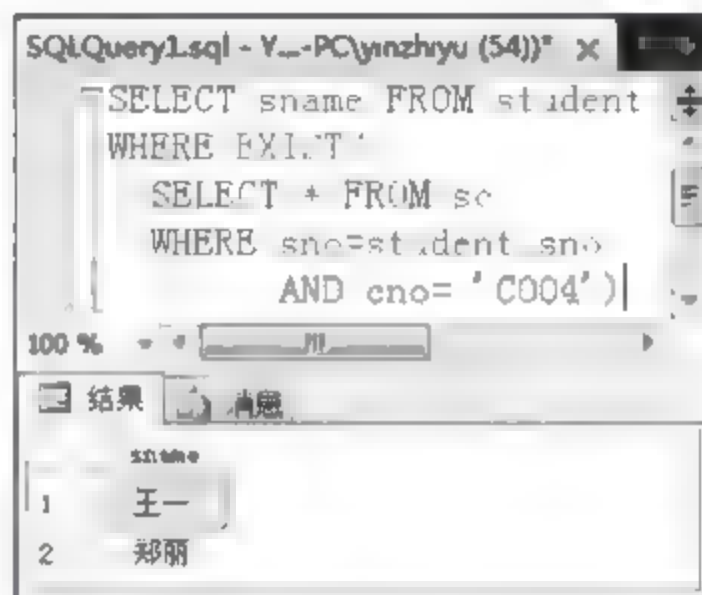 SQLQuery1.sql - Y...-PC\yinzhiyu (54))* ×
SELECT sname FROM student
WHERE EXISTS(
SELECT * FROM sc
WHERE sno=student.sno
AND cno= 'C004')
100 %
结果 消息
sname
1 王一
2 郑丽